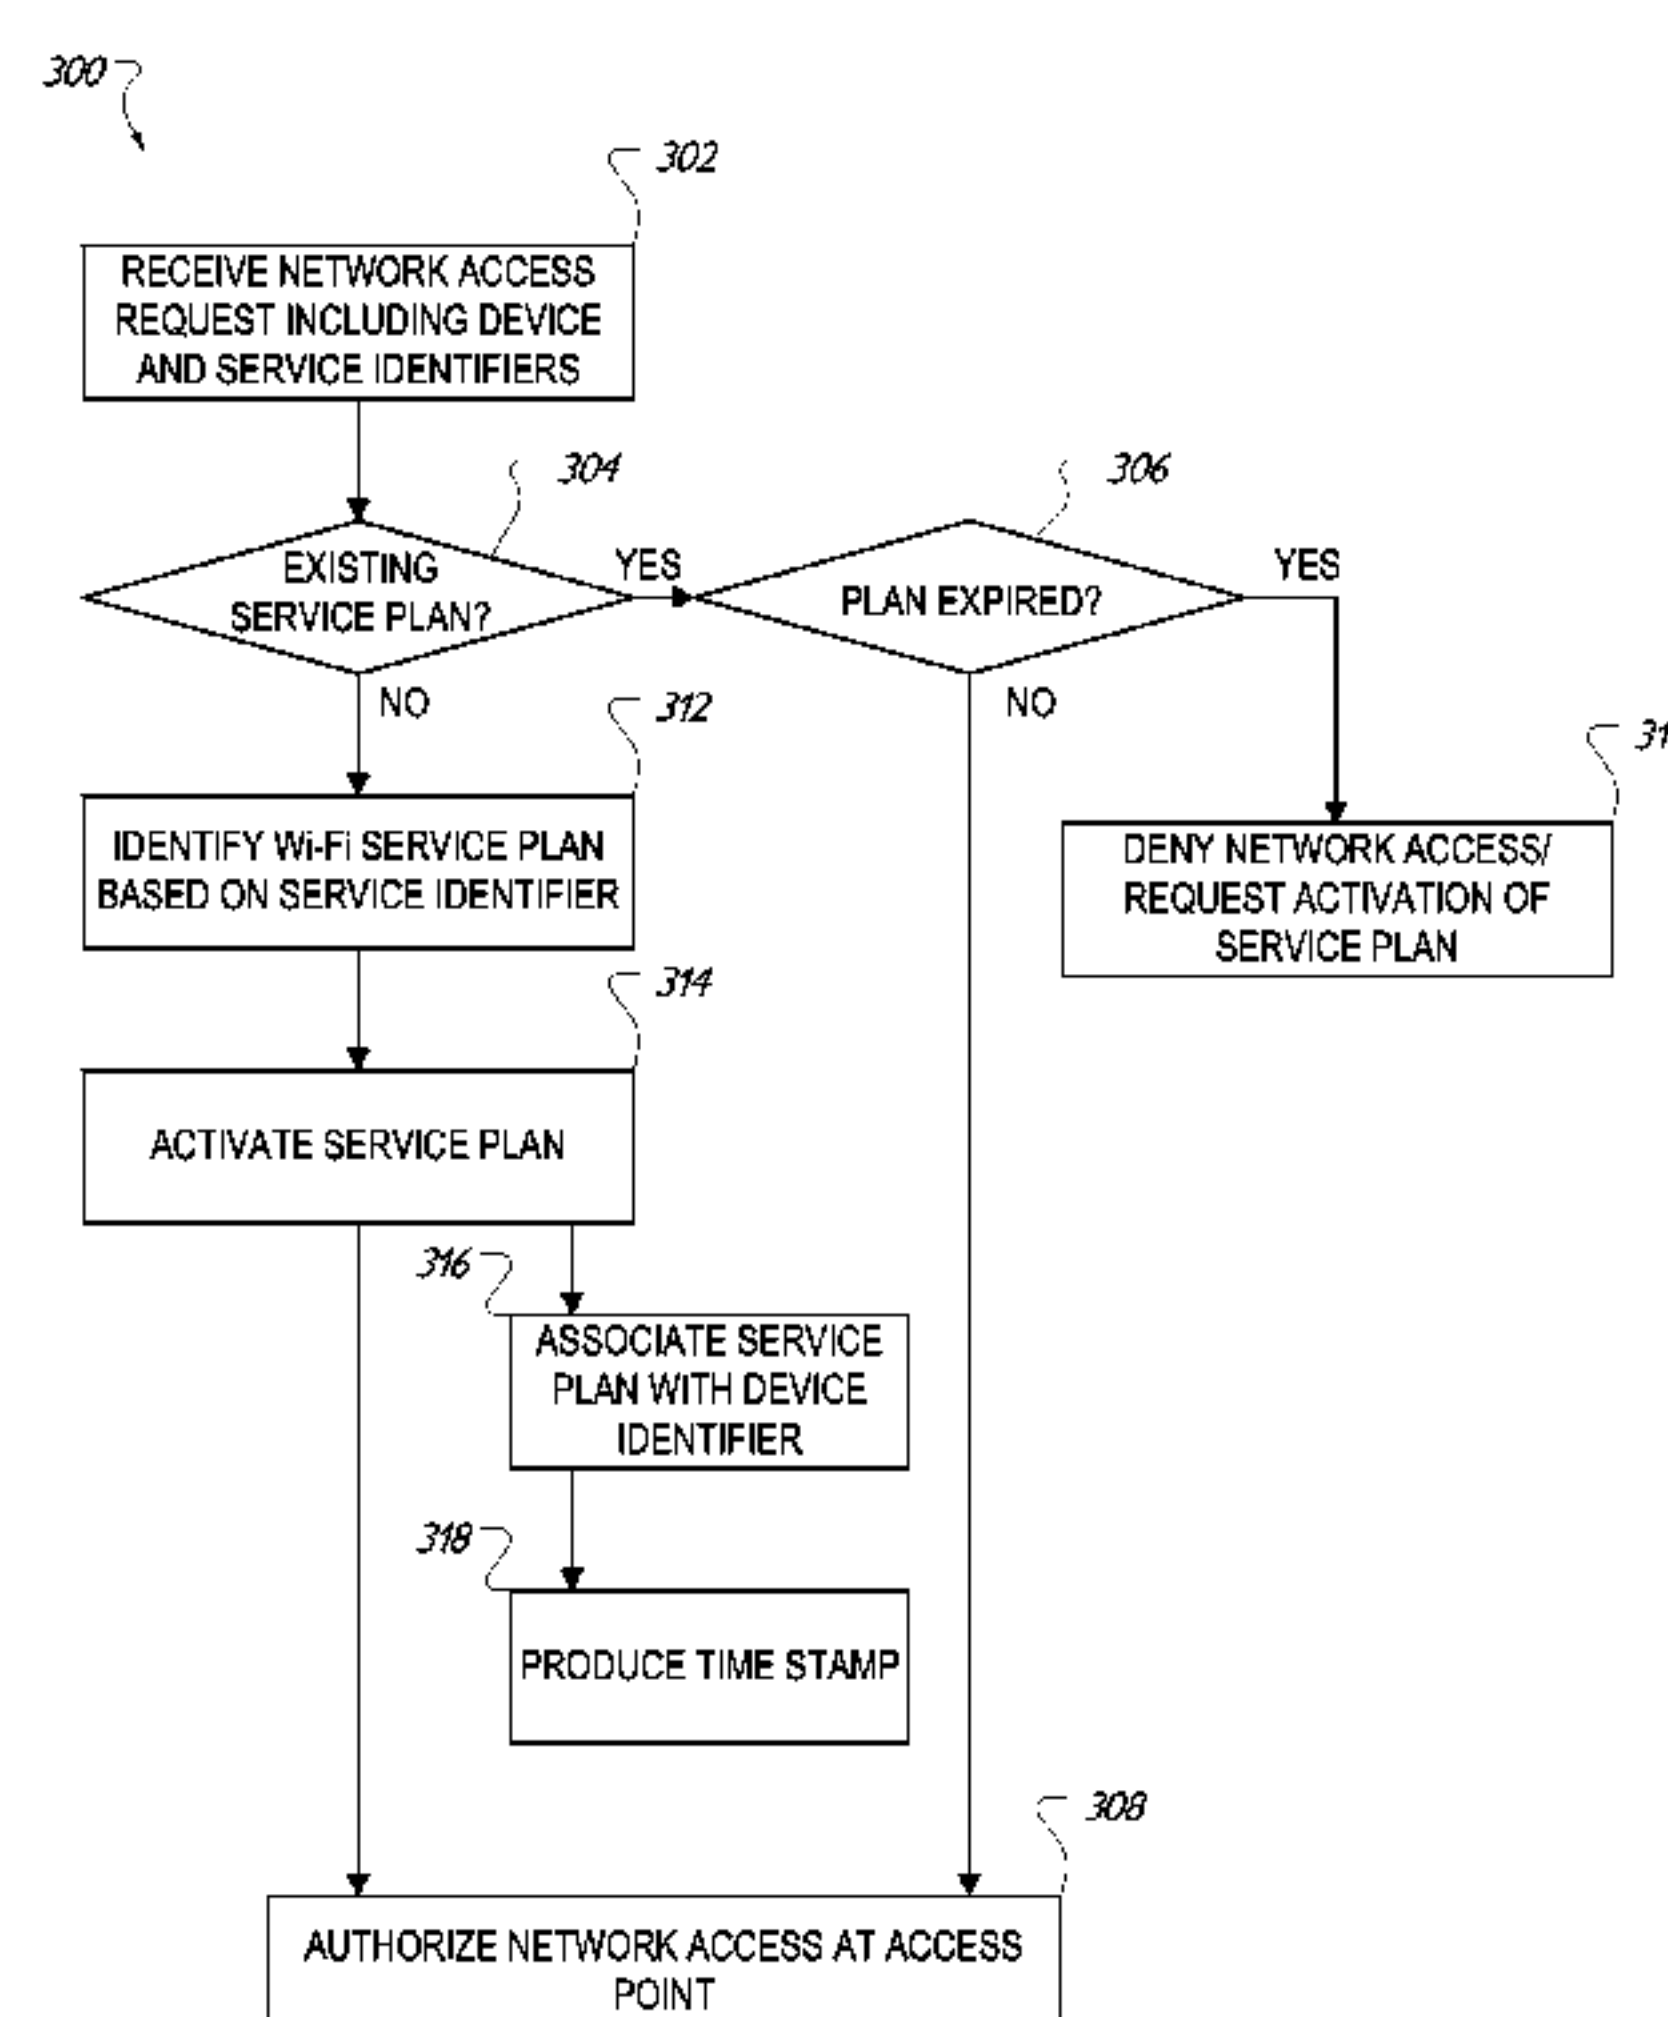 300
302
RECEIVE NETWORK ACCESS
REQUEST INCLUDING DEVICE
AND SERVICE IDENTIFIERS
304
306
EXISTING
SERVICE PLAN?
YES
PLAN EXPIRED?
YES
NO
NO
312
IDENTIFY Wi-Fi SERVICE PLAN
BASED ON SERVICE IDENTIFIER
DENY NETWORK ACCESS/
REQUEST ACTIVATION OF
SERVICE PLAN
314
ACTIVATE SERVICE PLAN
316
ASSOCIATE SERVICE
PLAN WITH DEVICE
IDENTIFIER
318
PRODUCE TIME STAMP
308
AUTHORIZE NETWORK ACCESS AT ACCESS
POINT